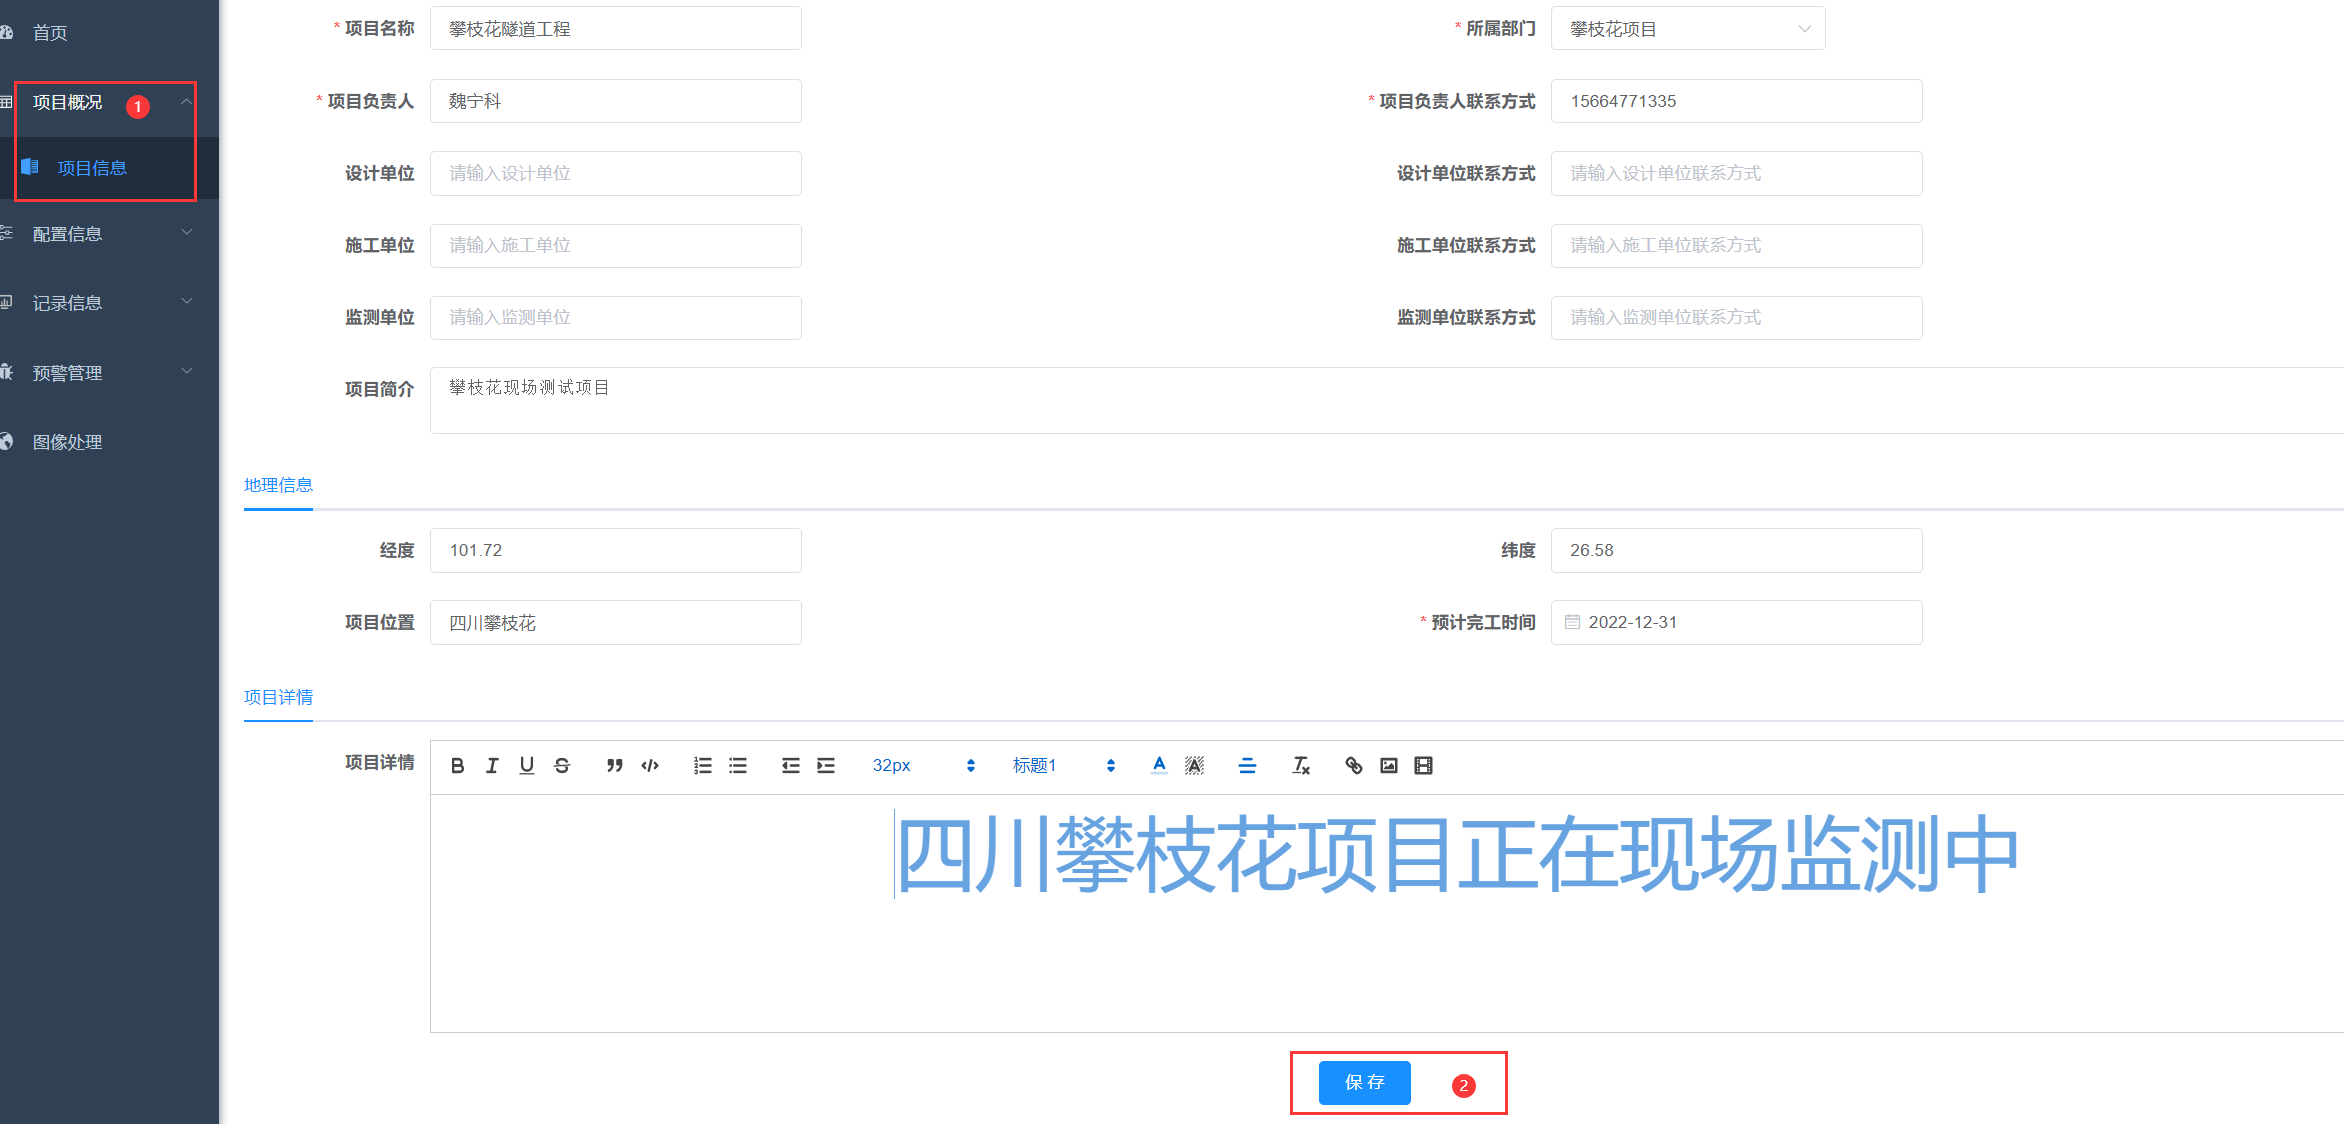 首页
项目概况 1
项目信息
配置信息
记录信息
预警管理
图像处理
* 项目名称 攀枝花隧道工程 * 所属部门 攀枝花项目
* 项目负责人 魏宁科 * 项目负责人联系方式 15664771335
设计单位 请输入设计单位 设计单位联系方式 请输入设计单位联系方式
施工单位 请输入施工单位 施工单位联系方式 请输入施工单位联系方式
监测单位 请输入监测单位 监测单位联系方式 请输入监测单位联系方式
项目简介 攀枝花现场测试项目
地理信息
经度 101.72 纬度 26.58
项目位置 四川攀枝花 * 预计完工时间 2022-12-31
项目详情
项目详情 32px 标题1
四川攀枝花项目正在现场监测中
保存 2